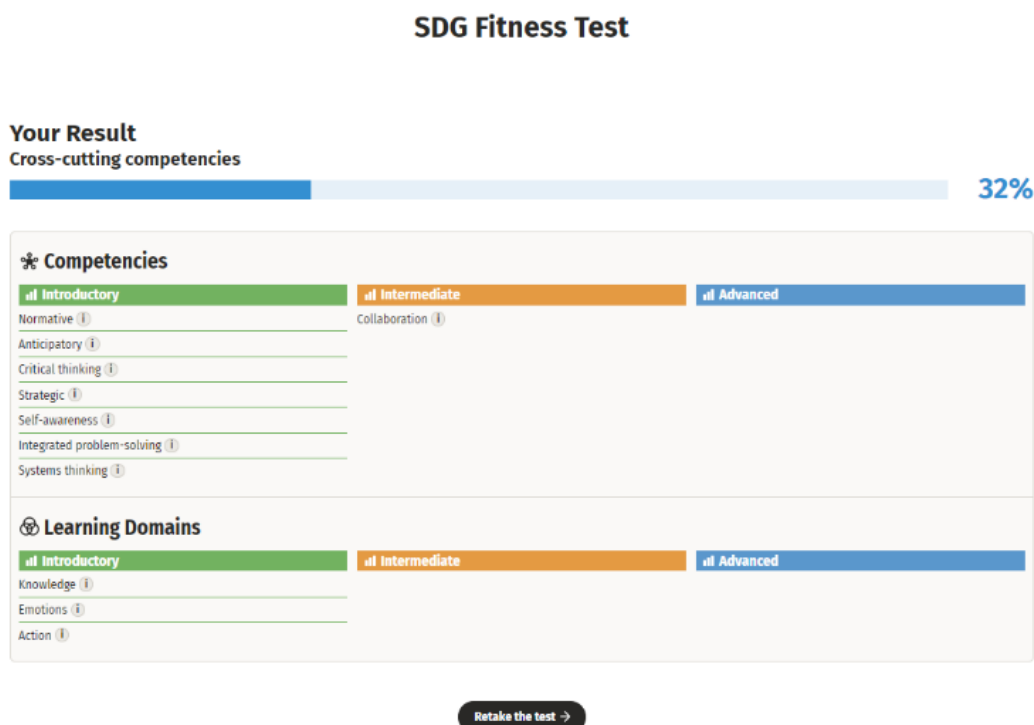 SDG Fitness Test
Your Result
Cross-cutting competencies
32%
Competencies
Introductory Intermediate Advanced
Normative i Collaboration i
Anticipatory i
Critical thinking i
Strategic i
Self-awareness i
Integrated problem-solving i
Systems thinking i
Learning Domains
Introductory Intermediate Advanced
Knowledge i
Emotions i
Action i
Retake the test →